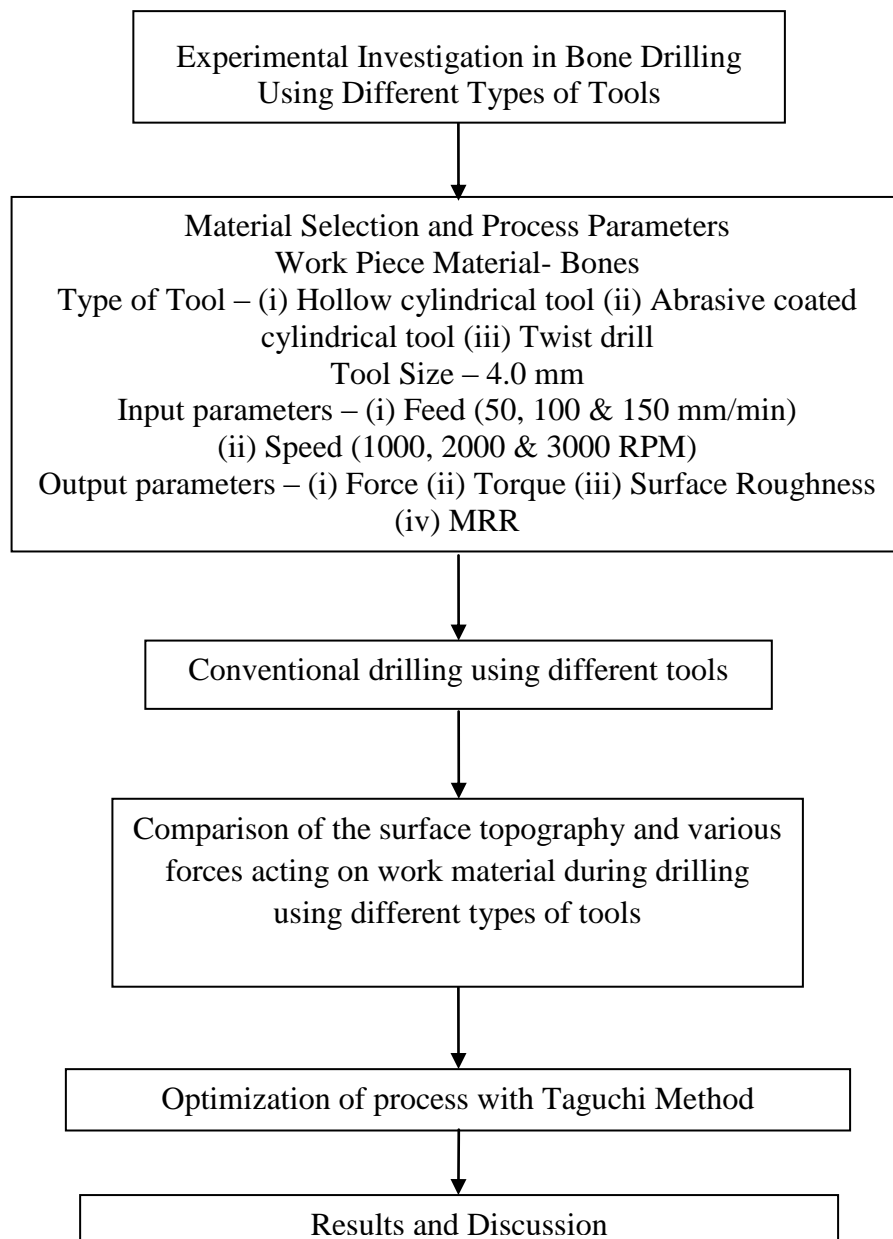 Experimental Investigation in Bone Drilling
Using Different Types of Tools
Material Selection and Process Parameters
Work Piece Material- Bones
Type of Tool – (i) Hollow cylindrical tool (ii) Abrasive coated
cylindrical tool (iii) Twist drill
Tool Size – 4.0 mm
Input parameters – (i) Feed (50, 100 & 150 mm/min)
(ii) Speed (1000, 2000 & 3000 RPM)
Output parameters – (i) Force (ii) Torque (iii) Surface Roughness
(iv) MRR
Conventional drilling using different tools
Comparison of the surface topography and various
forces acting on work material during drilling
using different types of tools
Optimization of process with Taguchi Method
Results and Discussion